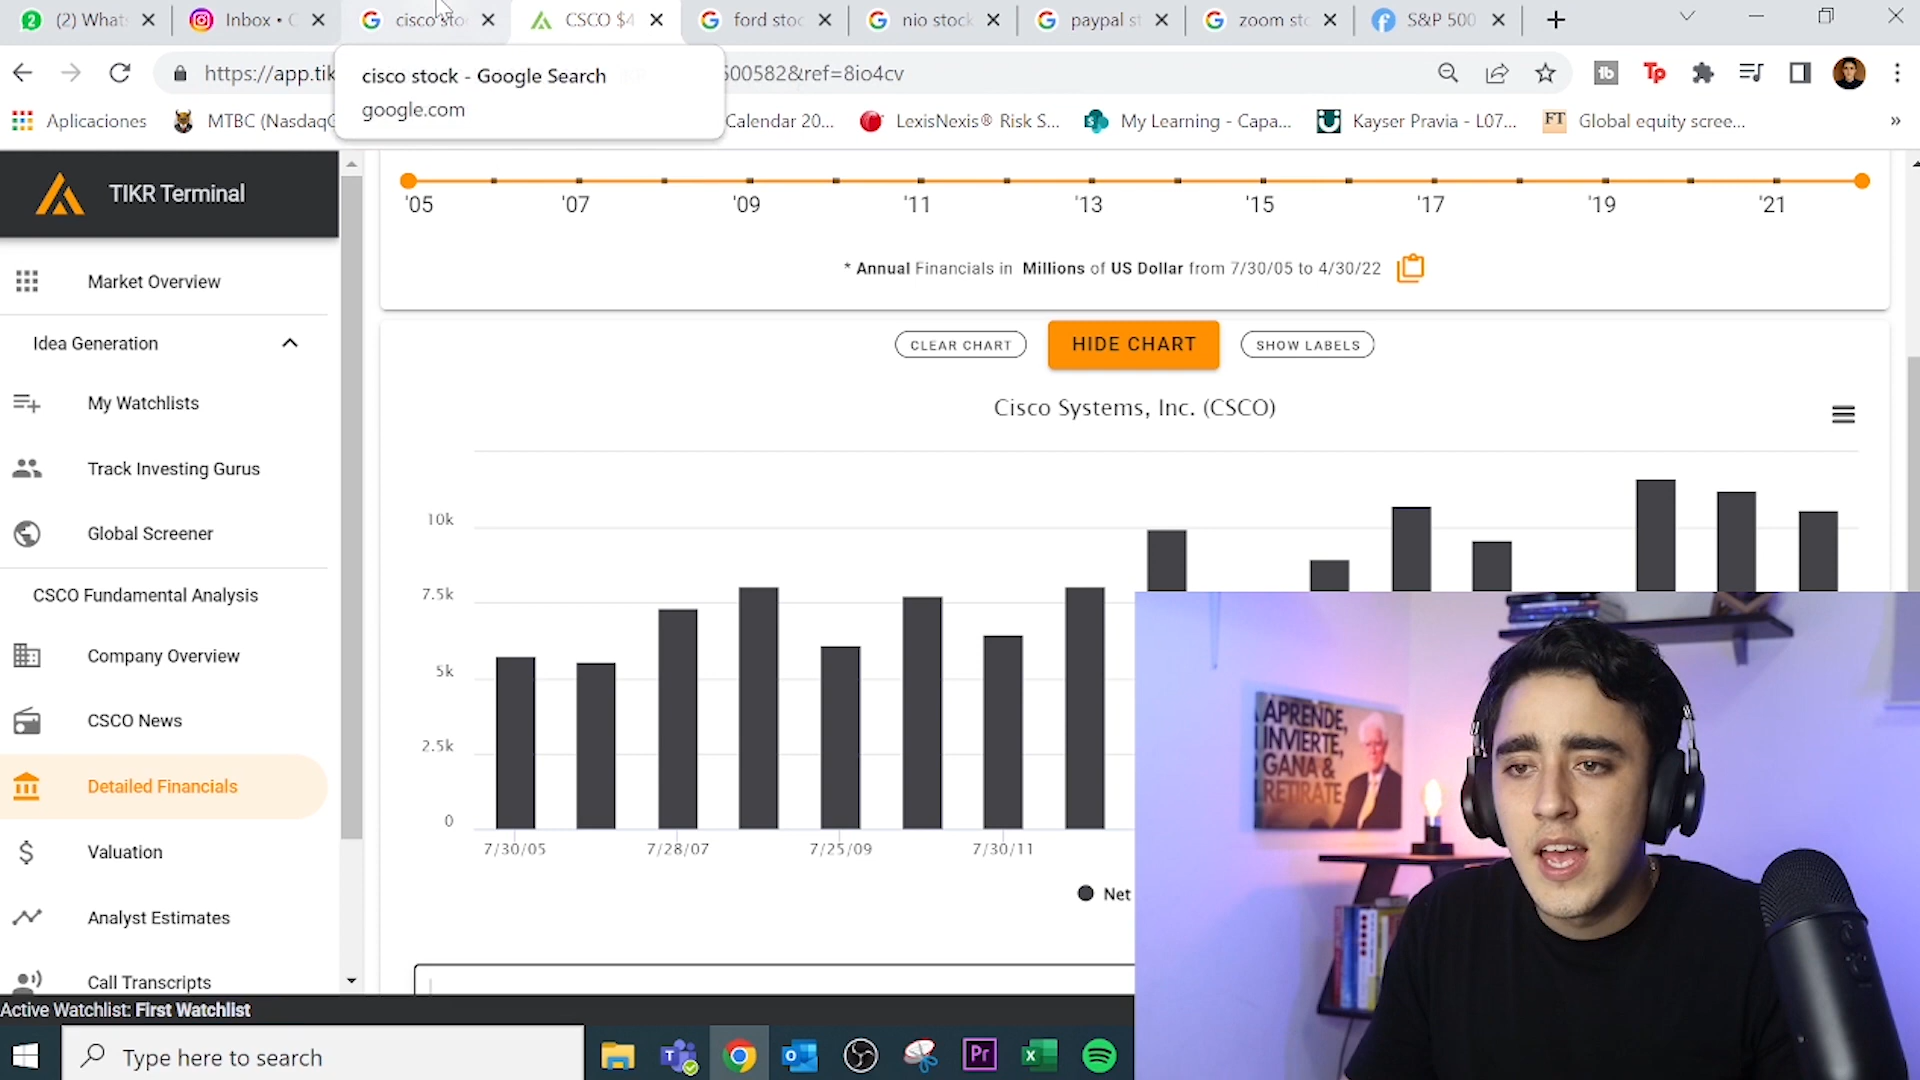 (2) Whats
Inbox •
cisco sto
CSCO $4
ford stoc
nio stock
paypal st
zoom sto
S&P 500
https://app.tik
500582&ref=8io4cv
cisco stock - Google Search
google.com
Aplicaciones
MTBC (Nasdaq
Calendar 20...
LexisNexis® Risk S...
My Learning - Capa...
Kayser Pravia - L07...
FT
Global equity scree...
»
TIKR Terminal
Market Overview
Idea Generation
My Watchlists
Track Investing Gurus
Global Screener
CSCO Fundamental Analysis
Company Overview
CSCO News
Detailed Financials
Valuation
Analyst Estimates
Call Transcripts
Active Watchlist: First Watchlist
'05 '07 '09 '11 '13 '15 '17 '19 '21
* Annual Financials in Millions of US Dollar from 7/30/05 to 4/30/22
CLEAR CHART
HIDE CHART
SHOW LABELS
Cisco Systems, Inc. (CSCO)
10k
7.5k
5k
2.5k
0
7/30/05 7/28/07 7/25/09 7/30/11
Net
APRENDE,
INVIERTE,
GANA &
RETIRATE
Type here to search